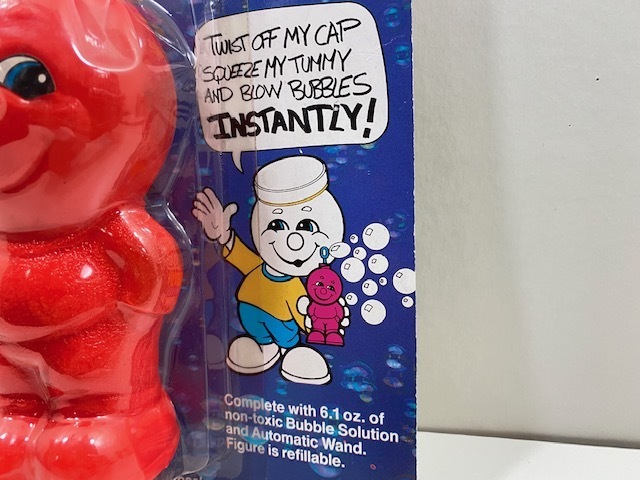 TWIST OFF MY CAP
SQUEEZE MY TUMMY
AND BLOW BUBBLES
INSTANTLY!
Complete with 6.1 oz. of
non-toxic Bubble Solution
and Automatic Wand.
Figure is refillable.